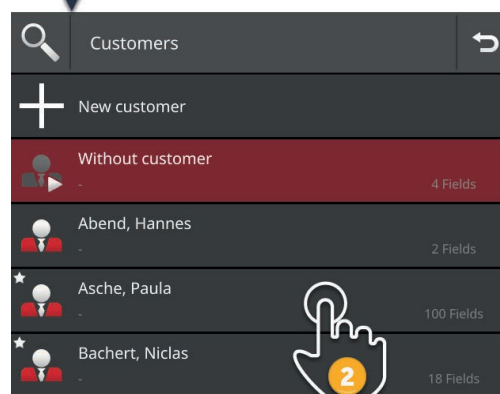 Customers
New customer
Without customer
-
4 Fields
Abend, Hannes
-
2 Fields
Asche, Paula
-
100 Fields
Bachert, Niclas
-
18 Fields
2